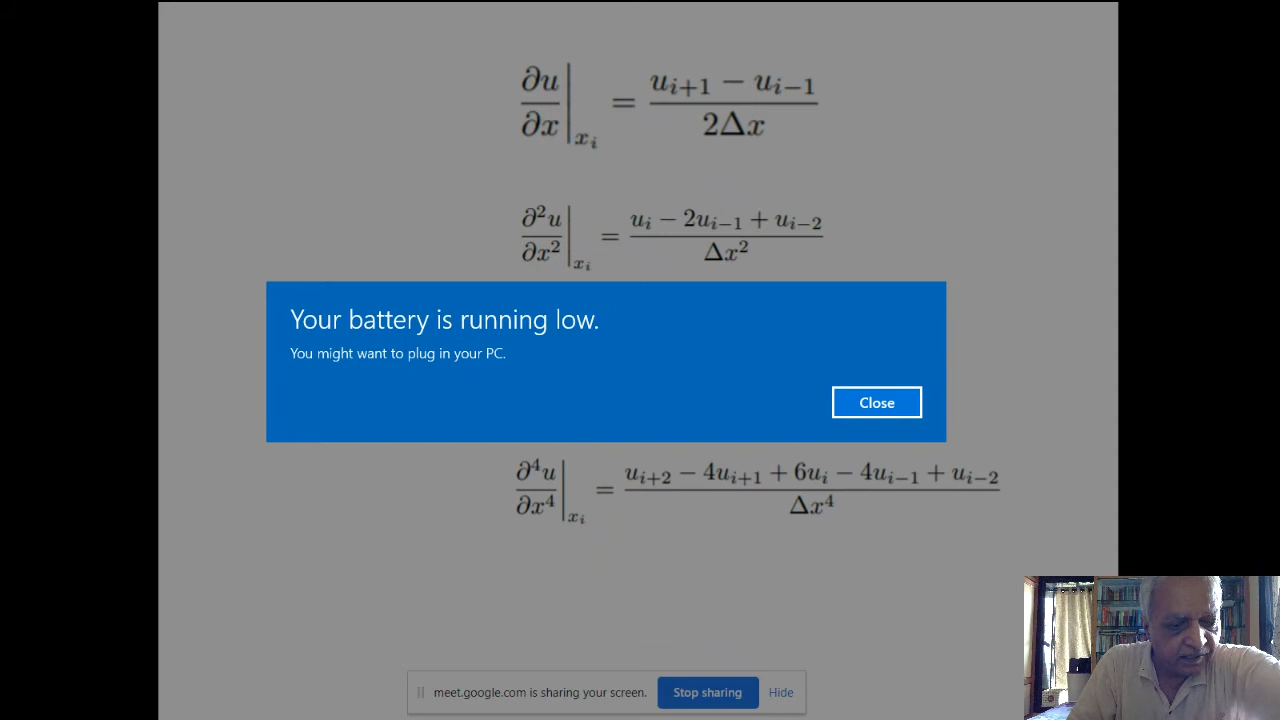 ∂u/∂x |_{x_i} = (u_{i+1} − u_{i−1}) / (2Δx)
∂²u/∂x² |_{x_i} = (u_i − 2u_{i−1} + u_{i−2}) / Δx²
Your battery is running low.
You might want to plug in your PC.
Close
∂⁴u/∂x⁴ |_{x_i} = (u_{i+2} − 4u_{i+1} + 6u_i − 4u_{i−1} + u_{i−2}) / Δx⁴
meet.google.com is sharing your screen. Stop sharing Hide